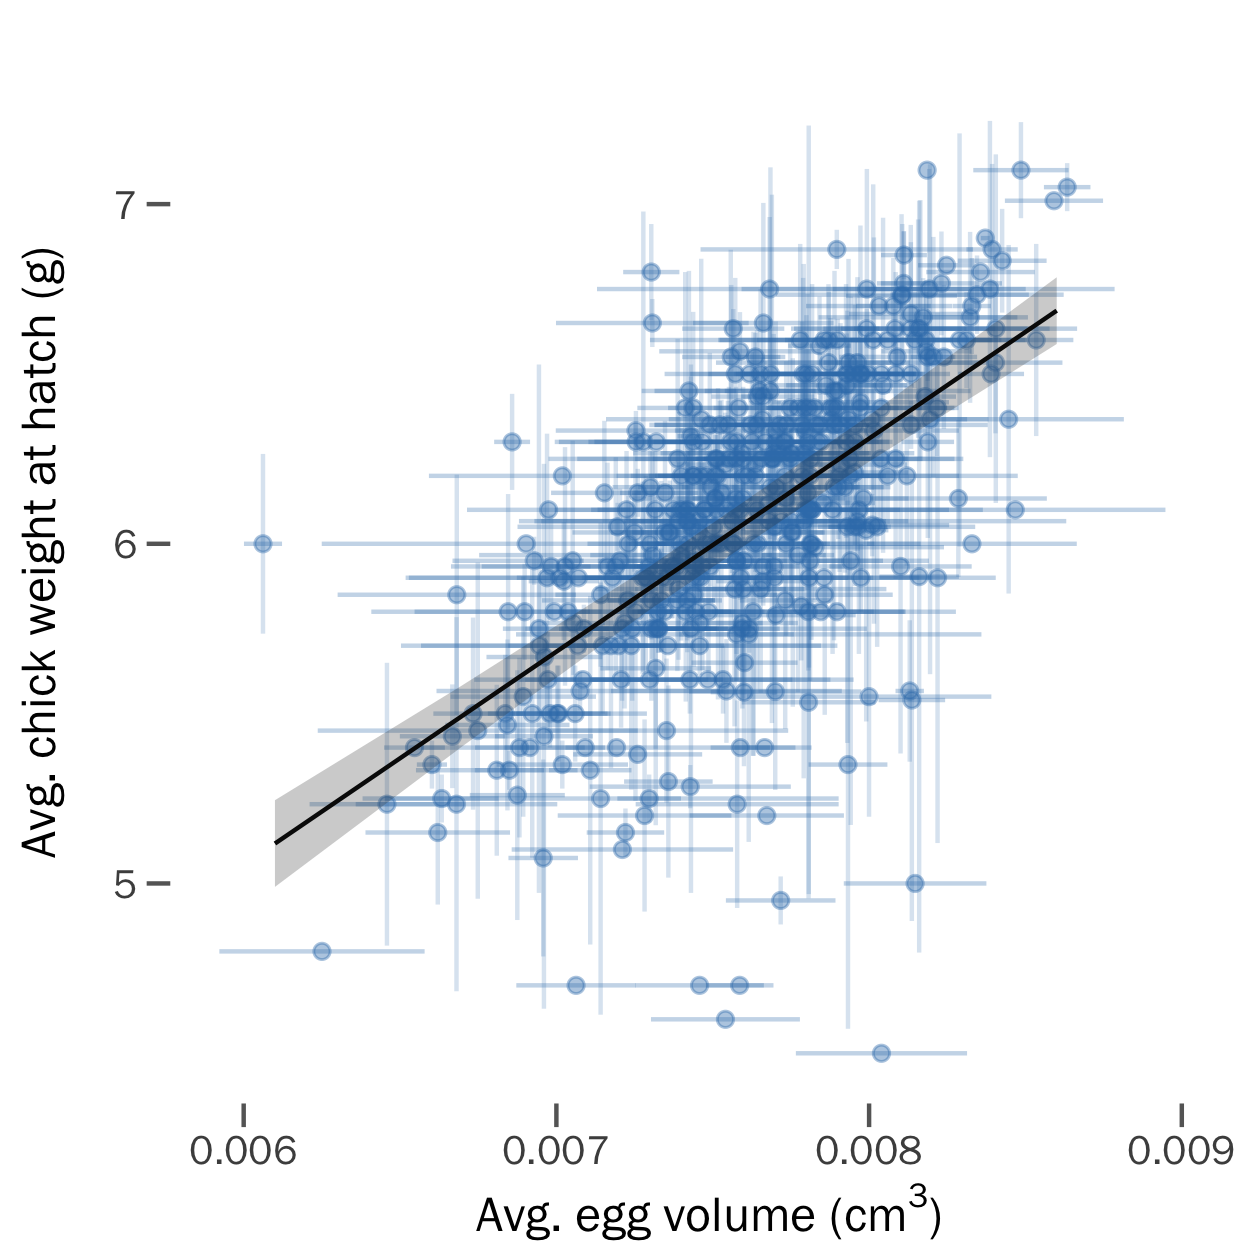 Avg. chick weight at hatch (g)
7
6
5
0.006 0.007 0.008 0.009
Avg. egg volume (cm³)